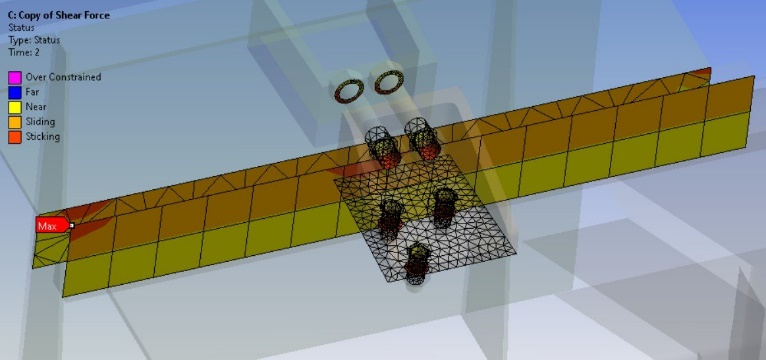 C: Copy of Shear Force
Status
Type: Status
Time: 2
Over Constrained
Far
Near
Sliding
Sticking
Max